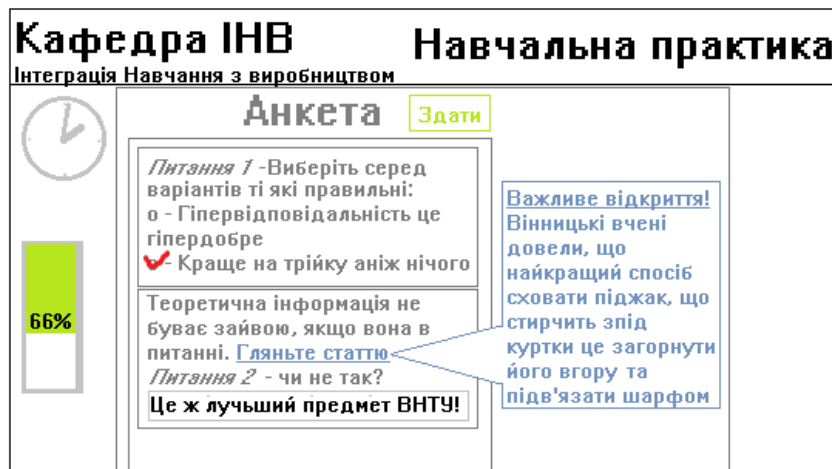 Кафедра ІНВ
Навчальна практика
Інтеграція Навчання з виробництвом
Анкета
Здати
Питання 1 -Виберіть серед
варіантів ті які правильні:
о - Гіпервідповідальність це
гіпердобре
- Краще на трійку аніж нічого
66%
Теоретична інформація не
буває зайвою, якщо вона в
питанні. Гляньте статтю
Питання 2 - чи не так?
Це ж лучьший предмет ВНТУ!
Важливе відкриття!
Вінницькі вчені
довели, що
найкращий спосіб
сховати піджак, що
стирчить зпід
куртки це загорнути
його вгору та
підв'язати шарфом